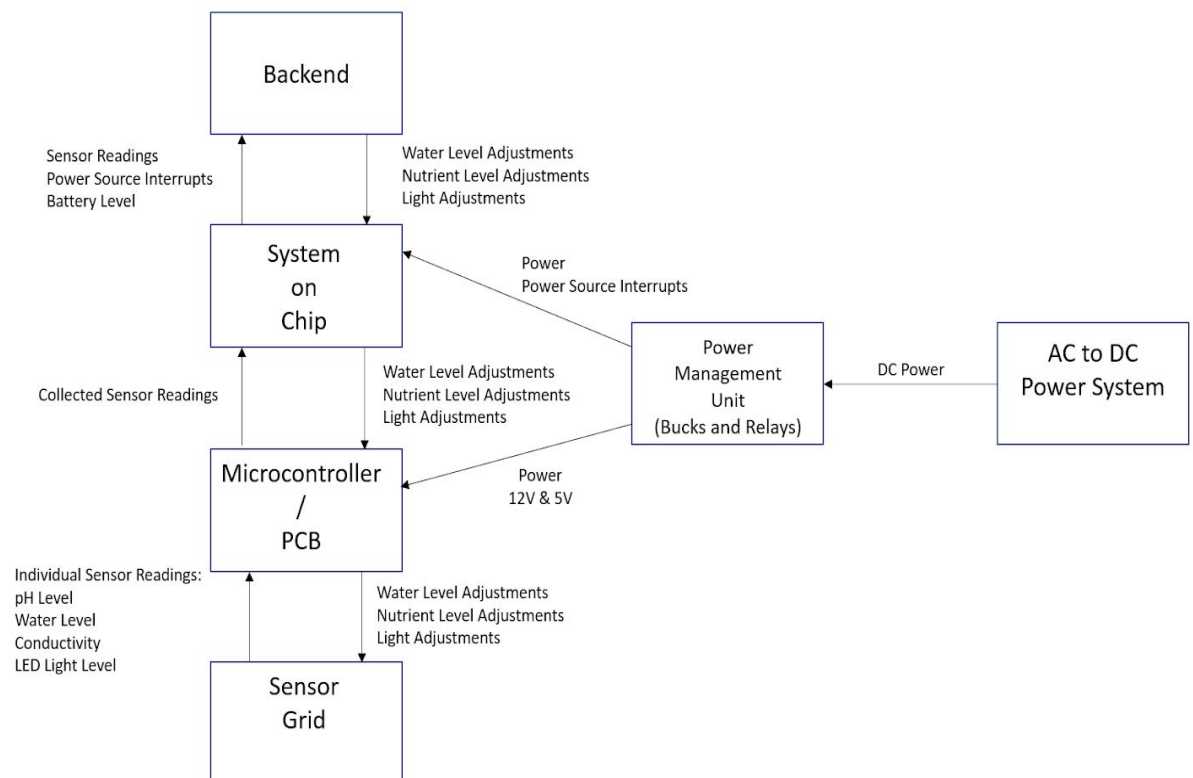 Backend
Sensor Readings
Power Source Interrupts
Battery Level
Water Level Adjustments
Nutrient Level Adjustments
Light Adjustments
System
on
Chip
Power
Power Source Interrupts
Power
Management
Unit
(Bucks and Relays)
DC Power
AC to DC
Power System
Collected Sensor Readings
Water Level Adjustments
Nutrient Level Adjustments
Light Adjustments
Power
12V & 5V
Microcontroller
/
PCB
Individual Sensor Readings:
pH Level
Water Level
Conductivity
LED Light Level
Water Level Adjustments
Nutrient Level Adjustments
Light Adjustments
Sensor
Grid